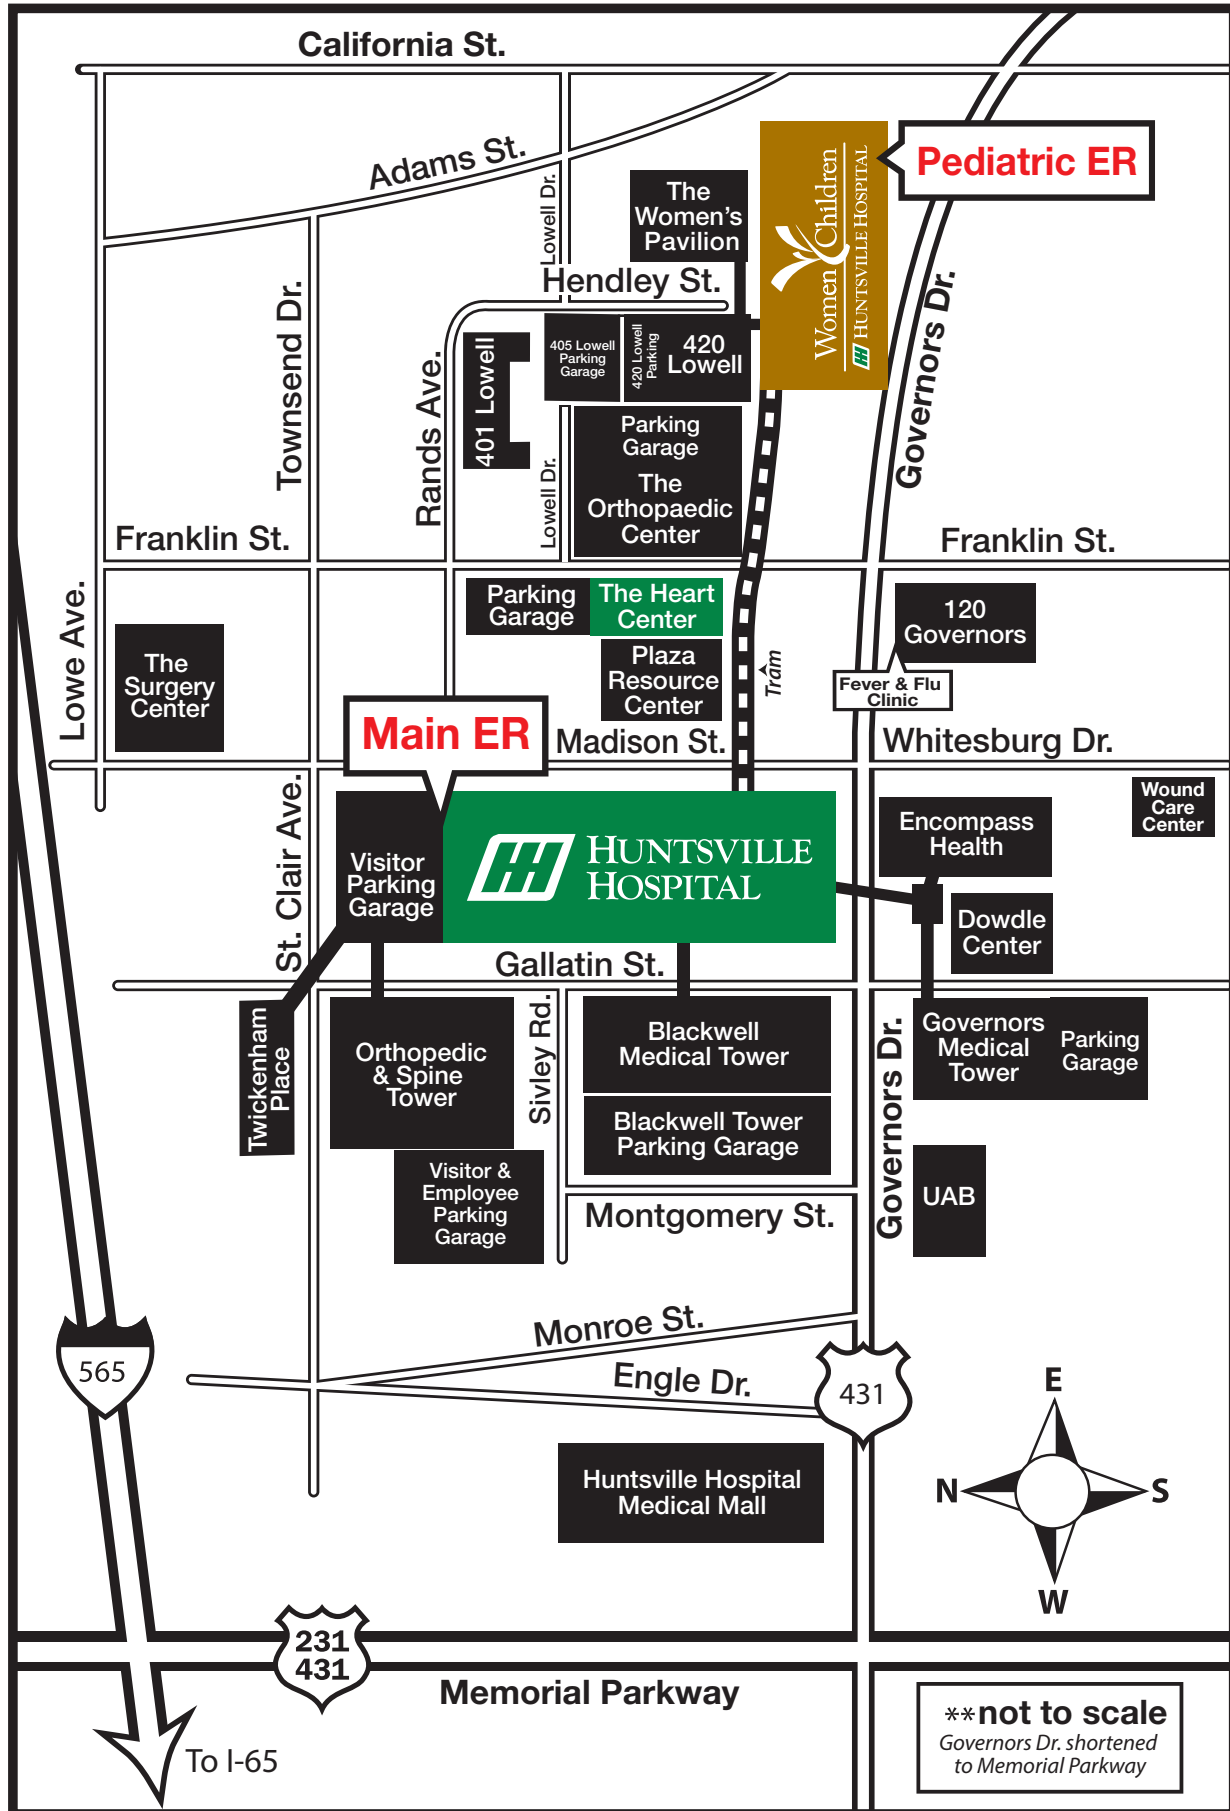 California St.
Adams St.
Pediatric ER
Women & Children
HUNTSVILLE HOSPITAL
The
Women's
Pavilion
Lowell Dr.
Hendley St.
Townsend Dr.
Governors Dr.
405 Lowell
Parking
Garage
420 Lowell
Parking
420
Lowell
401 Lowell
Rands Ave.
Parking
Garage
The
Orthopaedic
Center
Lowell Dr.
Franklin St.
Franklin St.
Lowe Ave.
Parking
Garage
The Heart
Center
120
Governors
The
Surgery
Center
Plaza
Resource
Center
Tram
Fever & Flu
Clinic
Main ER
Madison St.
Whitesburg Dr.
St. Clair Ave.
Visitor
Parking
Garage
HUNTSVILLE
HOSPITAL
Encompass
Health
Wound
Care
Center
Dowdle
Center
Gallatin St.
Twickenham
Place
Orthopedic
& Spine
Tower
Sivley Rd.
Blackwell
Medical Tower
Governors Dr.
Governors
Medical
Tower
Parking
Garage
Blackwell Tower
Parking Garage
Visitor &
Employee
Parking
Garage
UAB
Montgomery St.
Monroe St.
Engle Dr.
565
431
E
N
S
W
Huntsville Hospital
Medical Mall
231
431
Memorial Parkway
To I-65
**not to scale
Governors Dr. shortened
to Memorial Parkway